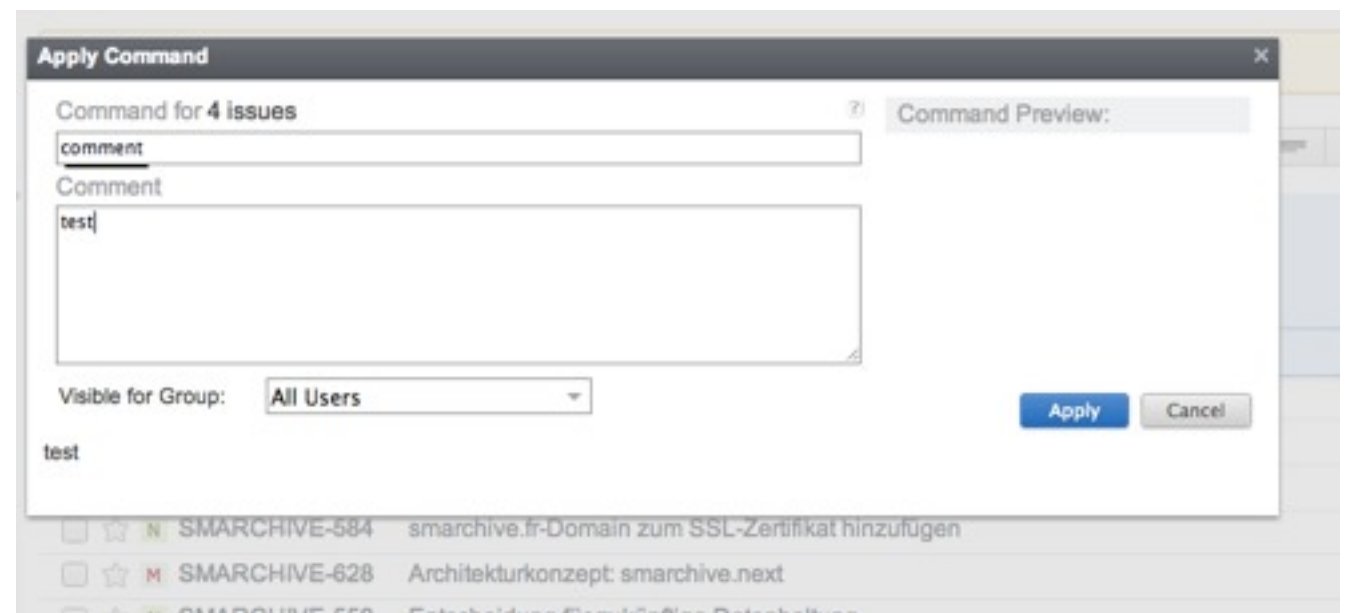 Apply Command
Command for 4 issues
Command Preview:
comment
Comment
test
Visible for Group: All Users
Apply Cancel
test
N SMARCHIVE-584 smarchive.fr-Domain zum SSL-Zertifikat hinzufügen
M SMARCHIVE-628 Architekturkonzept: smarchive.next